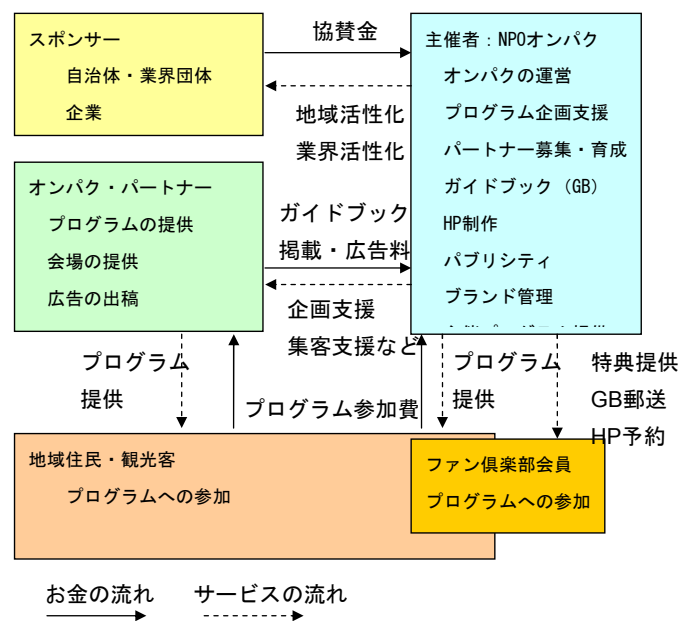 スポンサー
自治体・業界団体
企業
協賛金
地域活性化
業界活性化
主催者：NPOオンパク
オンパクの運営
プログラム企画支援
パートナー募集・育成
ガイドブック（GB）
HP制作
パブリシティ
ブランド管理
オンパク・パートナー
プログラムの提供
会場の提供
広告の出稿
ガイドブック
掲載・広告料
企画支援
集客支援など
プログラム
提供
プログラム参加費
プログラム
提供
特典提供
GB郵送
HP予約
地域住民・観光客
プログラムへの参加
ファン倶楽部会員
プログラムへの参加
お金の流れ
サービスの流れ